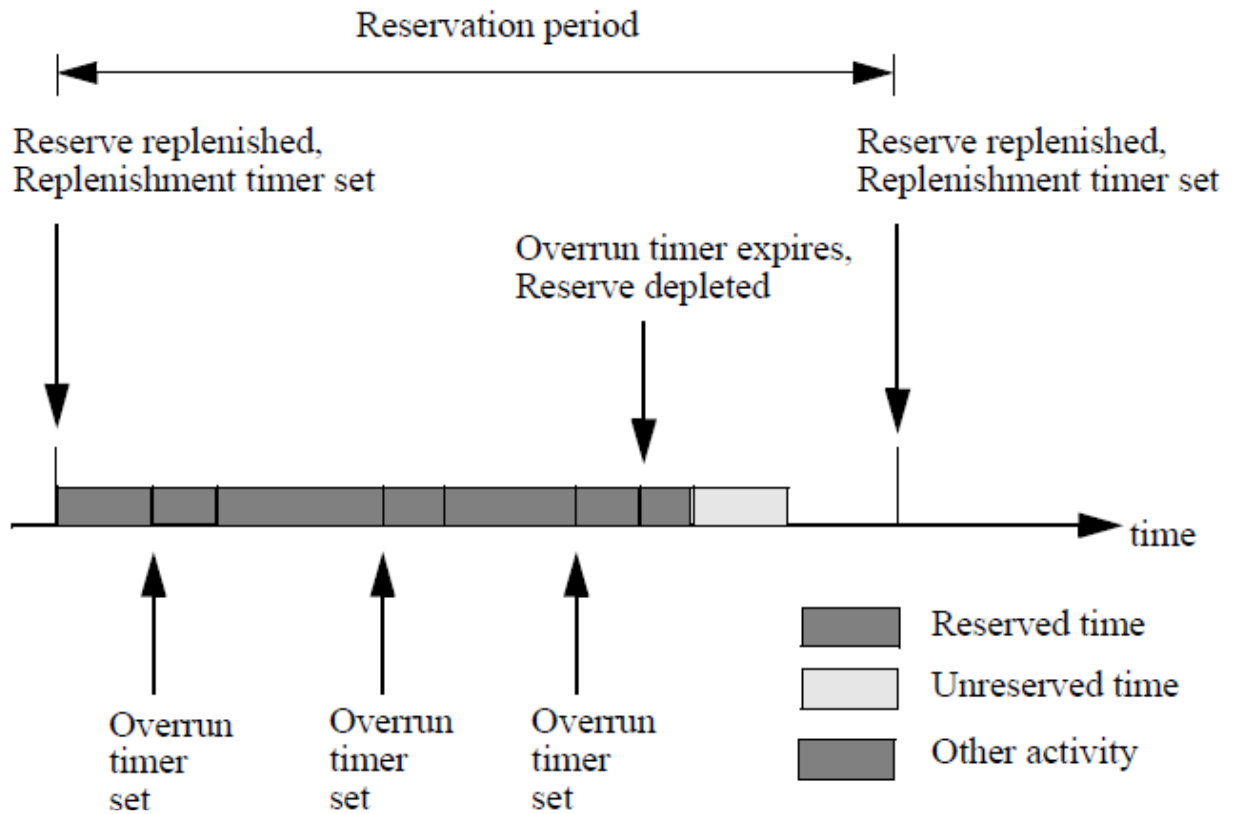 Reservation period
Reserve replenished,
Replenishment timer set
Reserve replenished,
Replenishment timer set
Overrun timer expires,
Reserve depleted
time
Overrun
timer
set
Overrun
timer
set
Overrun
timer
set
Reserved time
Unreserved time
Other activity